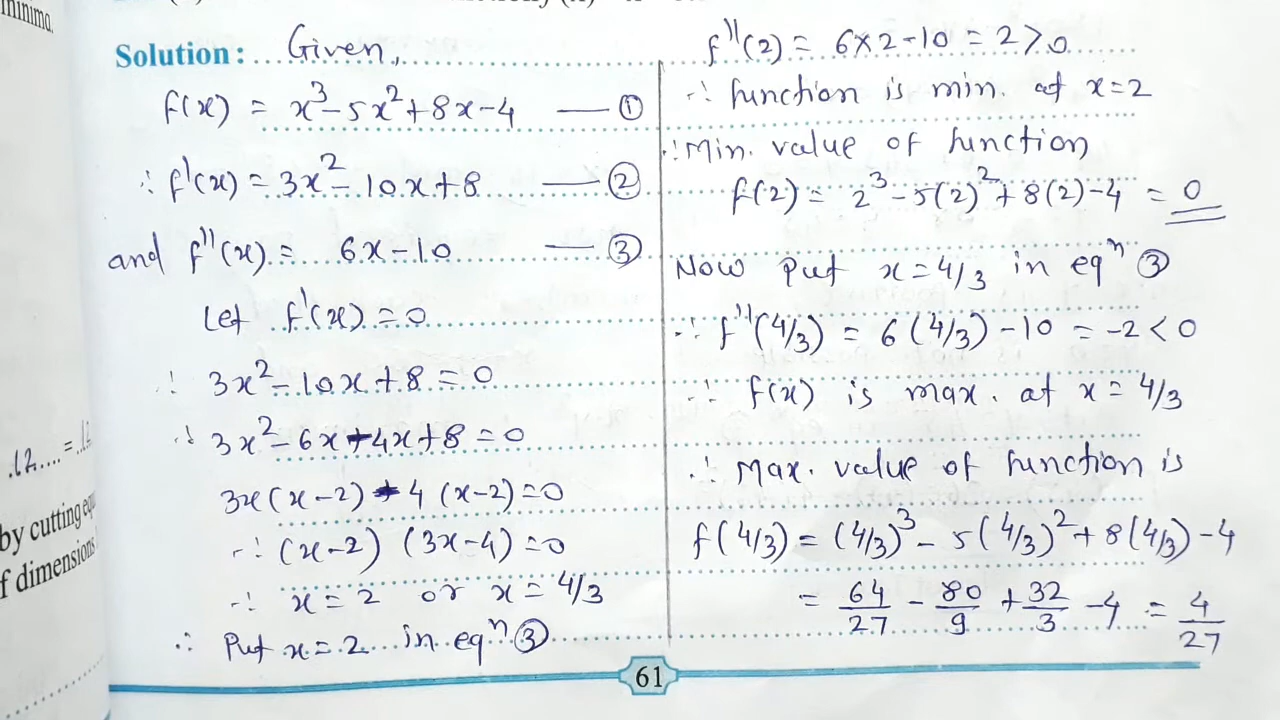 minima.
Solution : Given,
f(x) = x³-5x²+8x-4 — ①
∴ f'(x) = 3x²-10x+8 — ②
and f''(x) = 6x-10 — ③
Let f'(x) = 0
∴ 3x²-10x+8 = 0
∴ 3x²-6x-4x+8 = 0
3x(x-2)-4(x-2)=0
∴ (x-2) (3x-4)=0
∴ x=2 or x=4/3
∴ Put x=2 in eqⁿ ③
f''(2) = 6×2-10 = 2>0
∴ function is min. at x=2
∴ Min. value of function
f(2) = 2³-5(2)²+8(2)-4 = 0
Now put x=4/3 in eqⁿ ③
∴ f''(4/3) = 6(4/3)-10 = -2<0
∴ f(x) is max. at x=4/3
∴ Max. value of function is
f(4/3) = (4/3)³-5(4/3)²+8(4/3)-4
= 64/27 - 80/9 + 32/3 - 4 = 4/27
by cutting
f dimensions
61